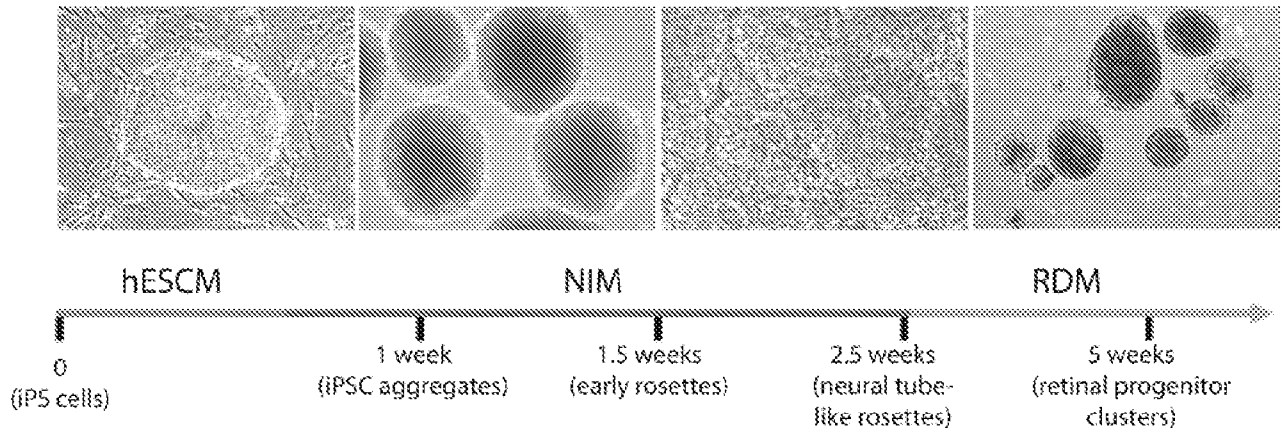 hESCM NIM RDM
0 1 week 1.5 weeks 2.5 weeks 5 weeks
(iPS cells) (iPSC aggregates) (early rosettes) (neural tube- (retinal progenitor
like rosettes) clusters)